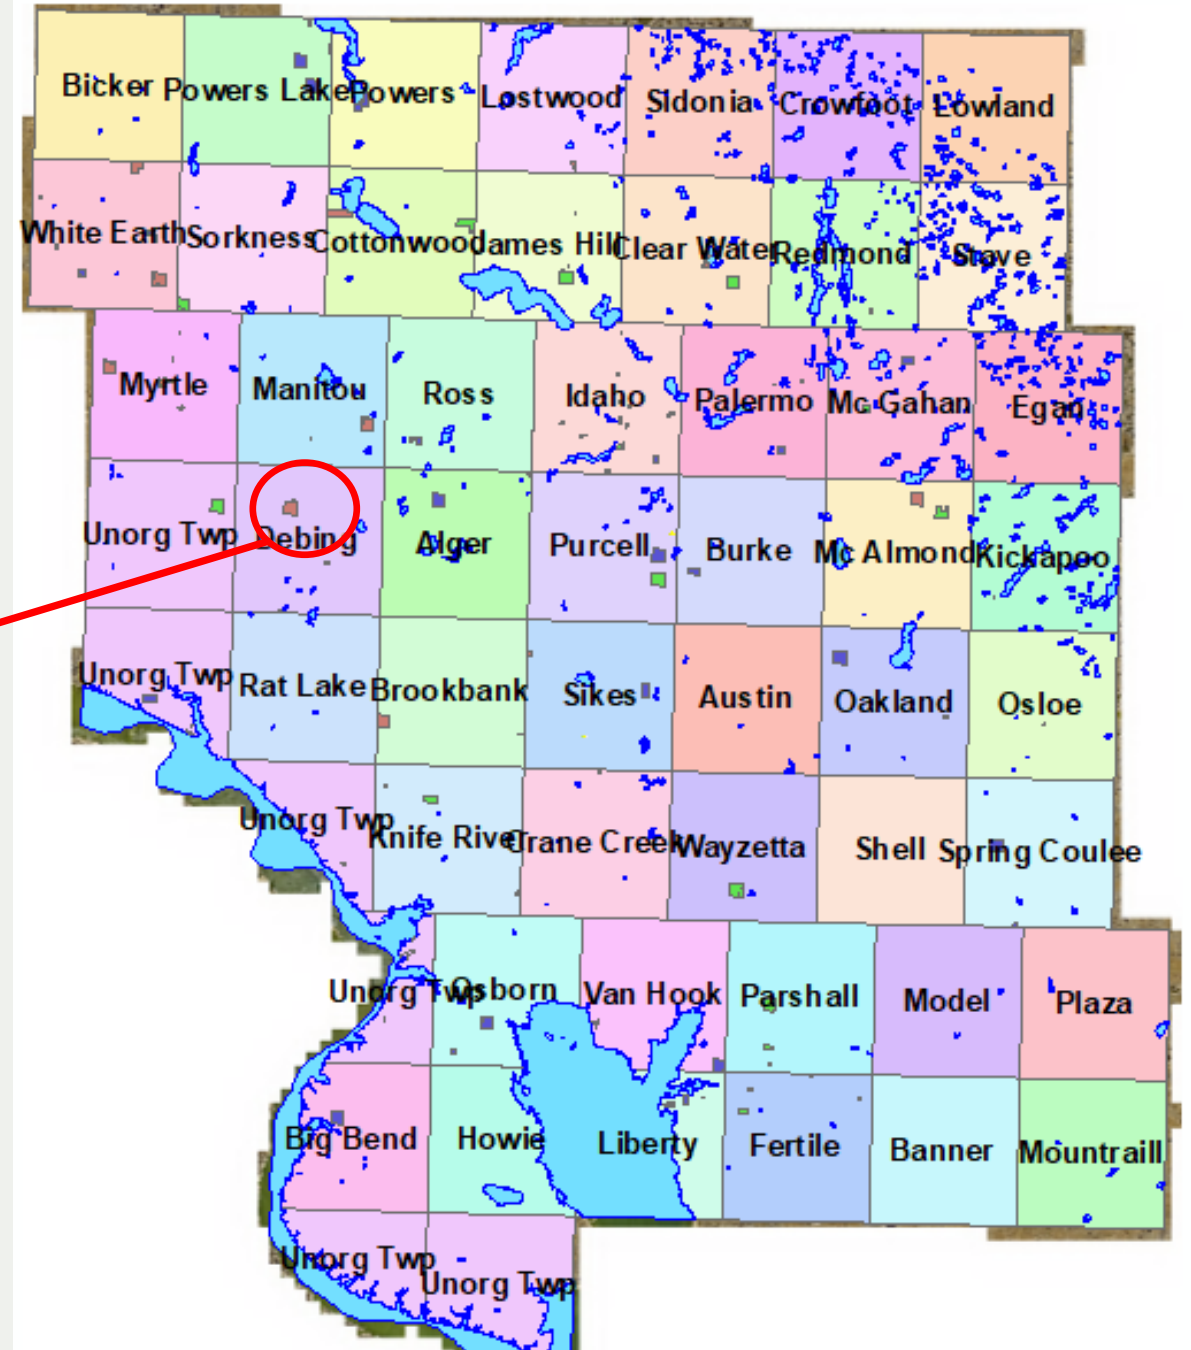 Bicker Powers Lake Powers Lostwood Sidonia Crowfoot Lowland
White Earth Sorkness Cottonwood James Hill Clear Water Redmond Stave
Myrtle Manitou Ross Idaho Palermo Mc Gahan Egan
Unorg Twp Debing Alger Purcell Burke Mc Almond Kickapoo
Unorg Twp Rat Lake Brookbank Sikes Austin Oakland Osloe
Unorg Twp Knife River Crane Creek Wayzetta Shell Spring Coulee
Unorg Twp Osborn Van Hook Parshall Model Plaza
Big Bend Howie Liberty Fertile Banner Mountraill
Unorg Twp Unorg Twp